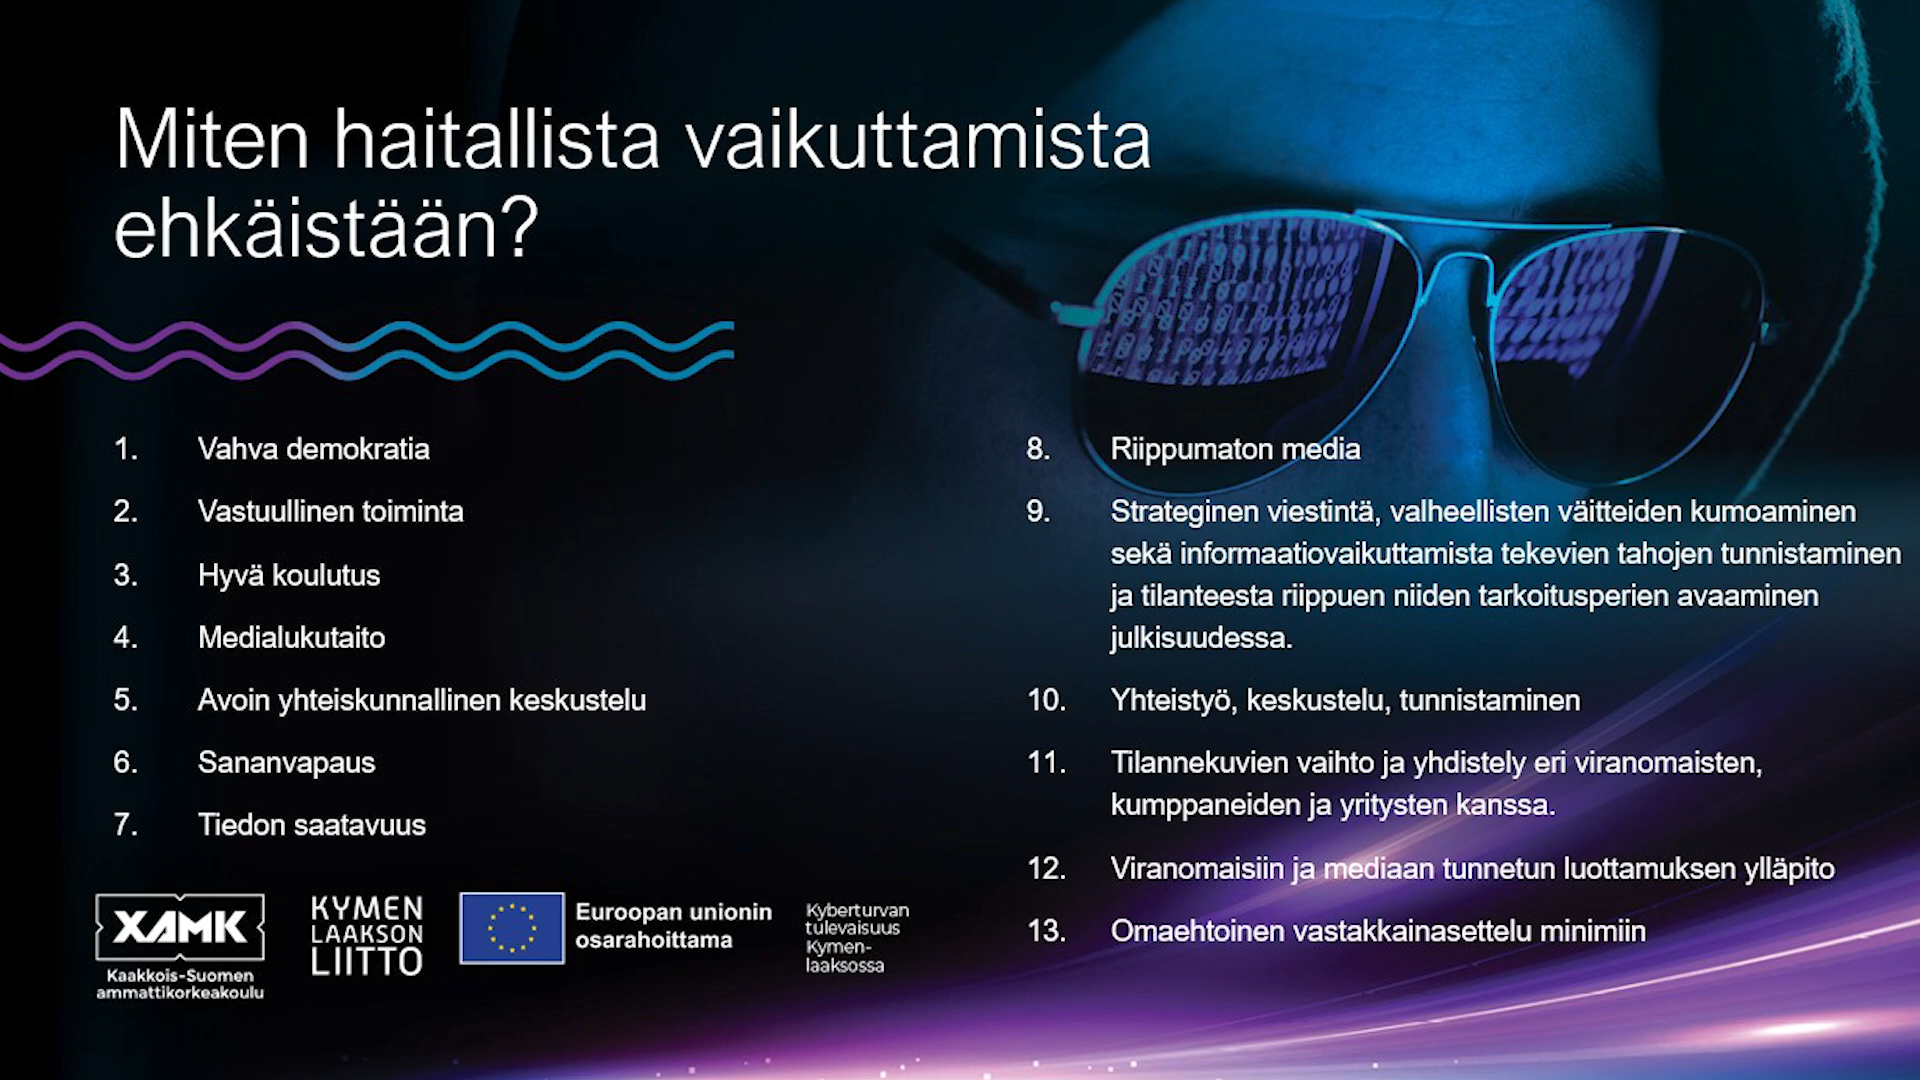 Miten haitallista vaikuttamista
ehkäistään?
1. Vahva demokratia
2. Vastuullinen toiminta
3. Hyvä koulutus
4. Medialukutaito
5. Avoin yhteiskunnallinen keskustelu
6. Sananvapaus
7. Tiedon saatavuus
8. Riippumaton media
9. Strateginen viestintä, valheellisten väitteiden kumoaminen
sekä informaatiovaikuttamista tekevien tahojen tunnistaminen
ja tilanteesta riippuen niiden tarkoitusperien avaaminen
julkisuudessa.
10. Yhteistyö, keskustelu, tunnistaminen
11. Tilannekuvien vaihto ja yhdistely eri viranomaisten,
kumppaneiden ja yritysten kanssa.
12. Viranomaisiin ja mediaan tunnetun luottamuksen ylläpito
13. Omaehtoinen vastakkainasettelu minimiin
XAMK
Kaakkois-Suomen
ammattikorkeakoulu
KYMEN
LAAKSON
LIITTO
Euroopan unionin
osarahoittama
Kyberturvan
tulevaisuus
Kymen-
laaksossa